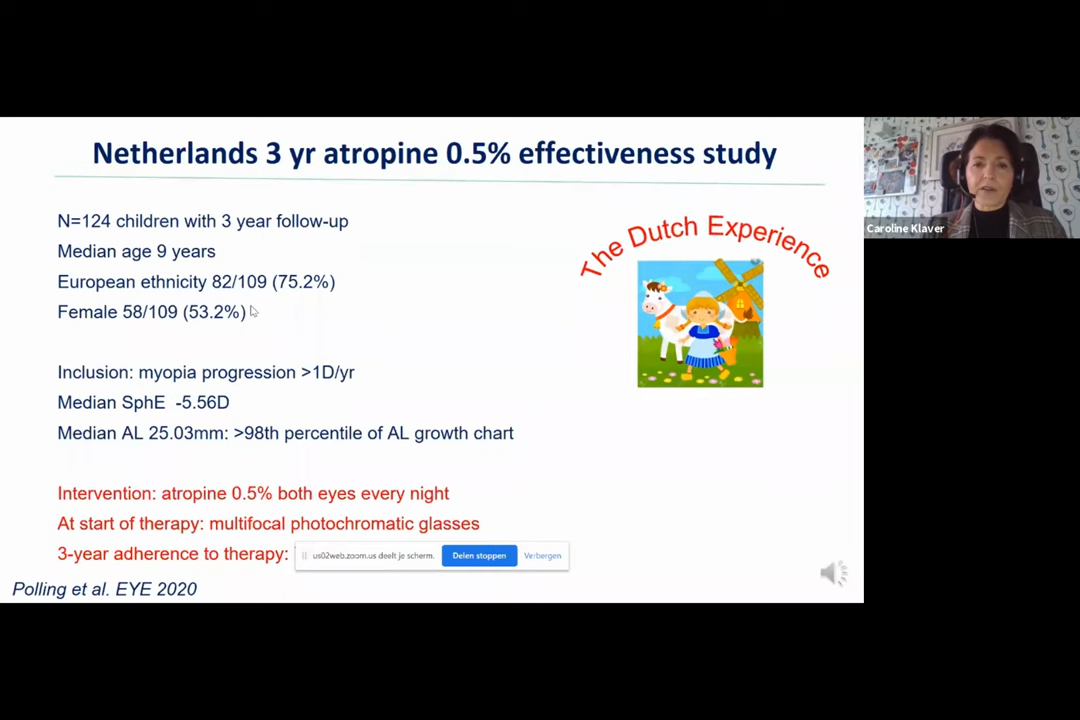 Netherlands 3 yr atropine 0.5% effectiveness study
N=124 children with 3 year follow-up
Median age 9 years
European ethnicity 82/109 (75.2%)
Female 58/109 (53.2%)
The Dutch Experience
Inclusion: myopia progression >1D/yr
Median SphE -5.56D
Median AL 25.03mm: >98th percentile of AL growth chart
Intervention: atropine 0.5% both eyes every night
At start of therapy: multifocal photochromatic glasses
3-year adherence to therapy:
us02web.zoom.us deelt je scherm. Delen stoppen Verbergen
Polling et al. EYE 2020
Caroline Klaver